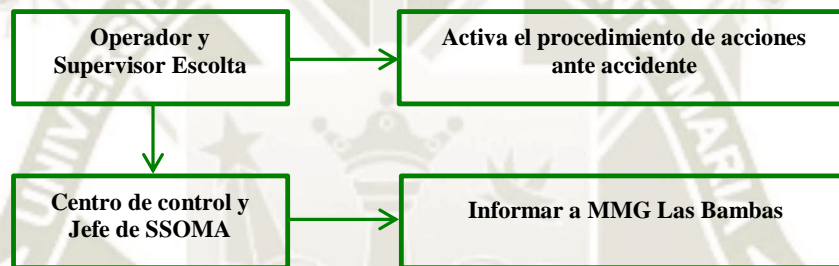 Operador y
Supervisor Escolta
Activa el procedimiento de acciones
ante accidente
Centro de control y
Jefe de SSOMA
Informar a MMG Las Bambas